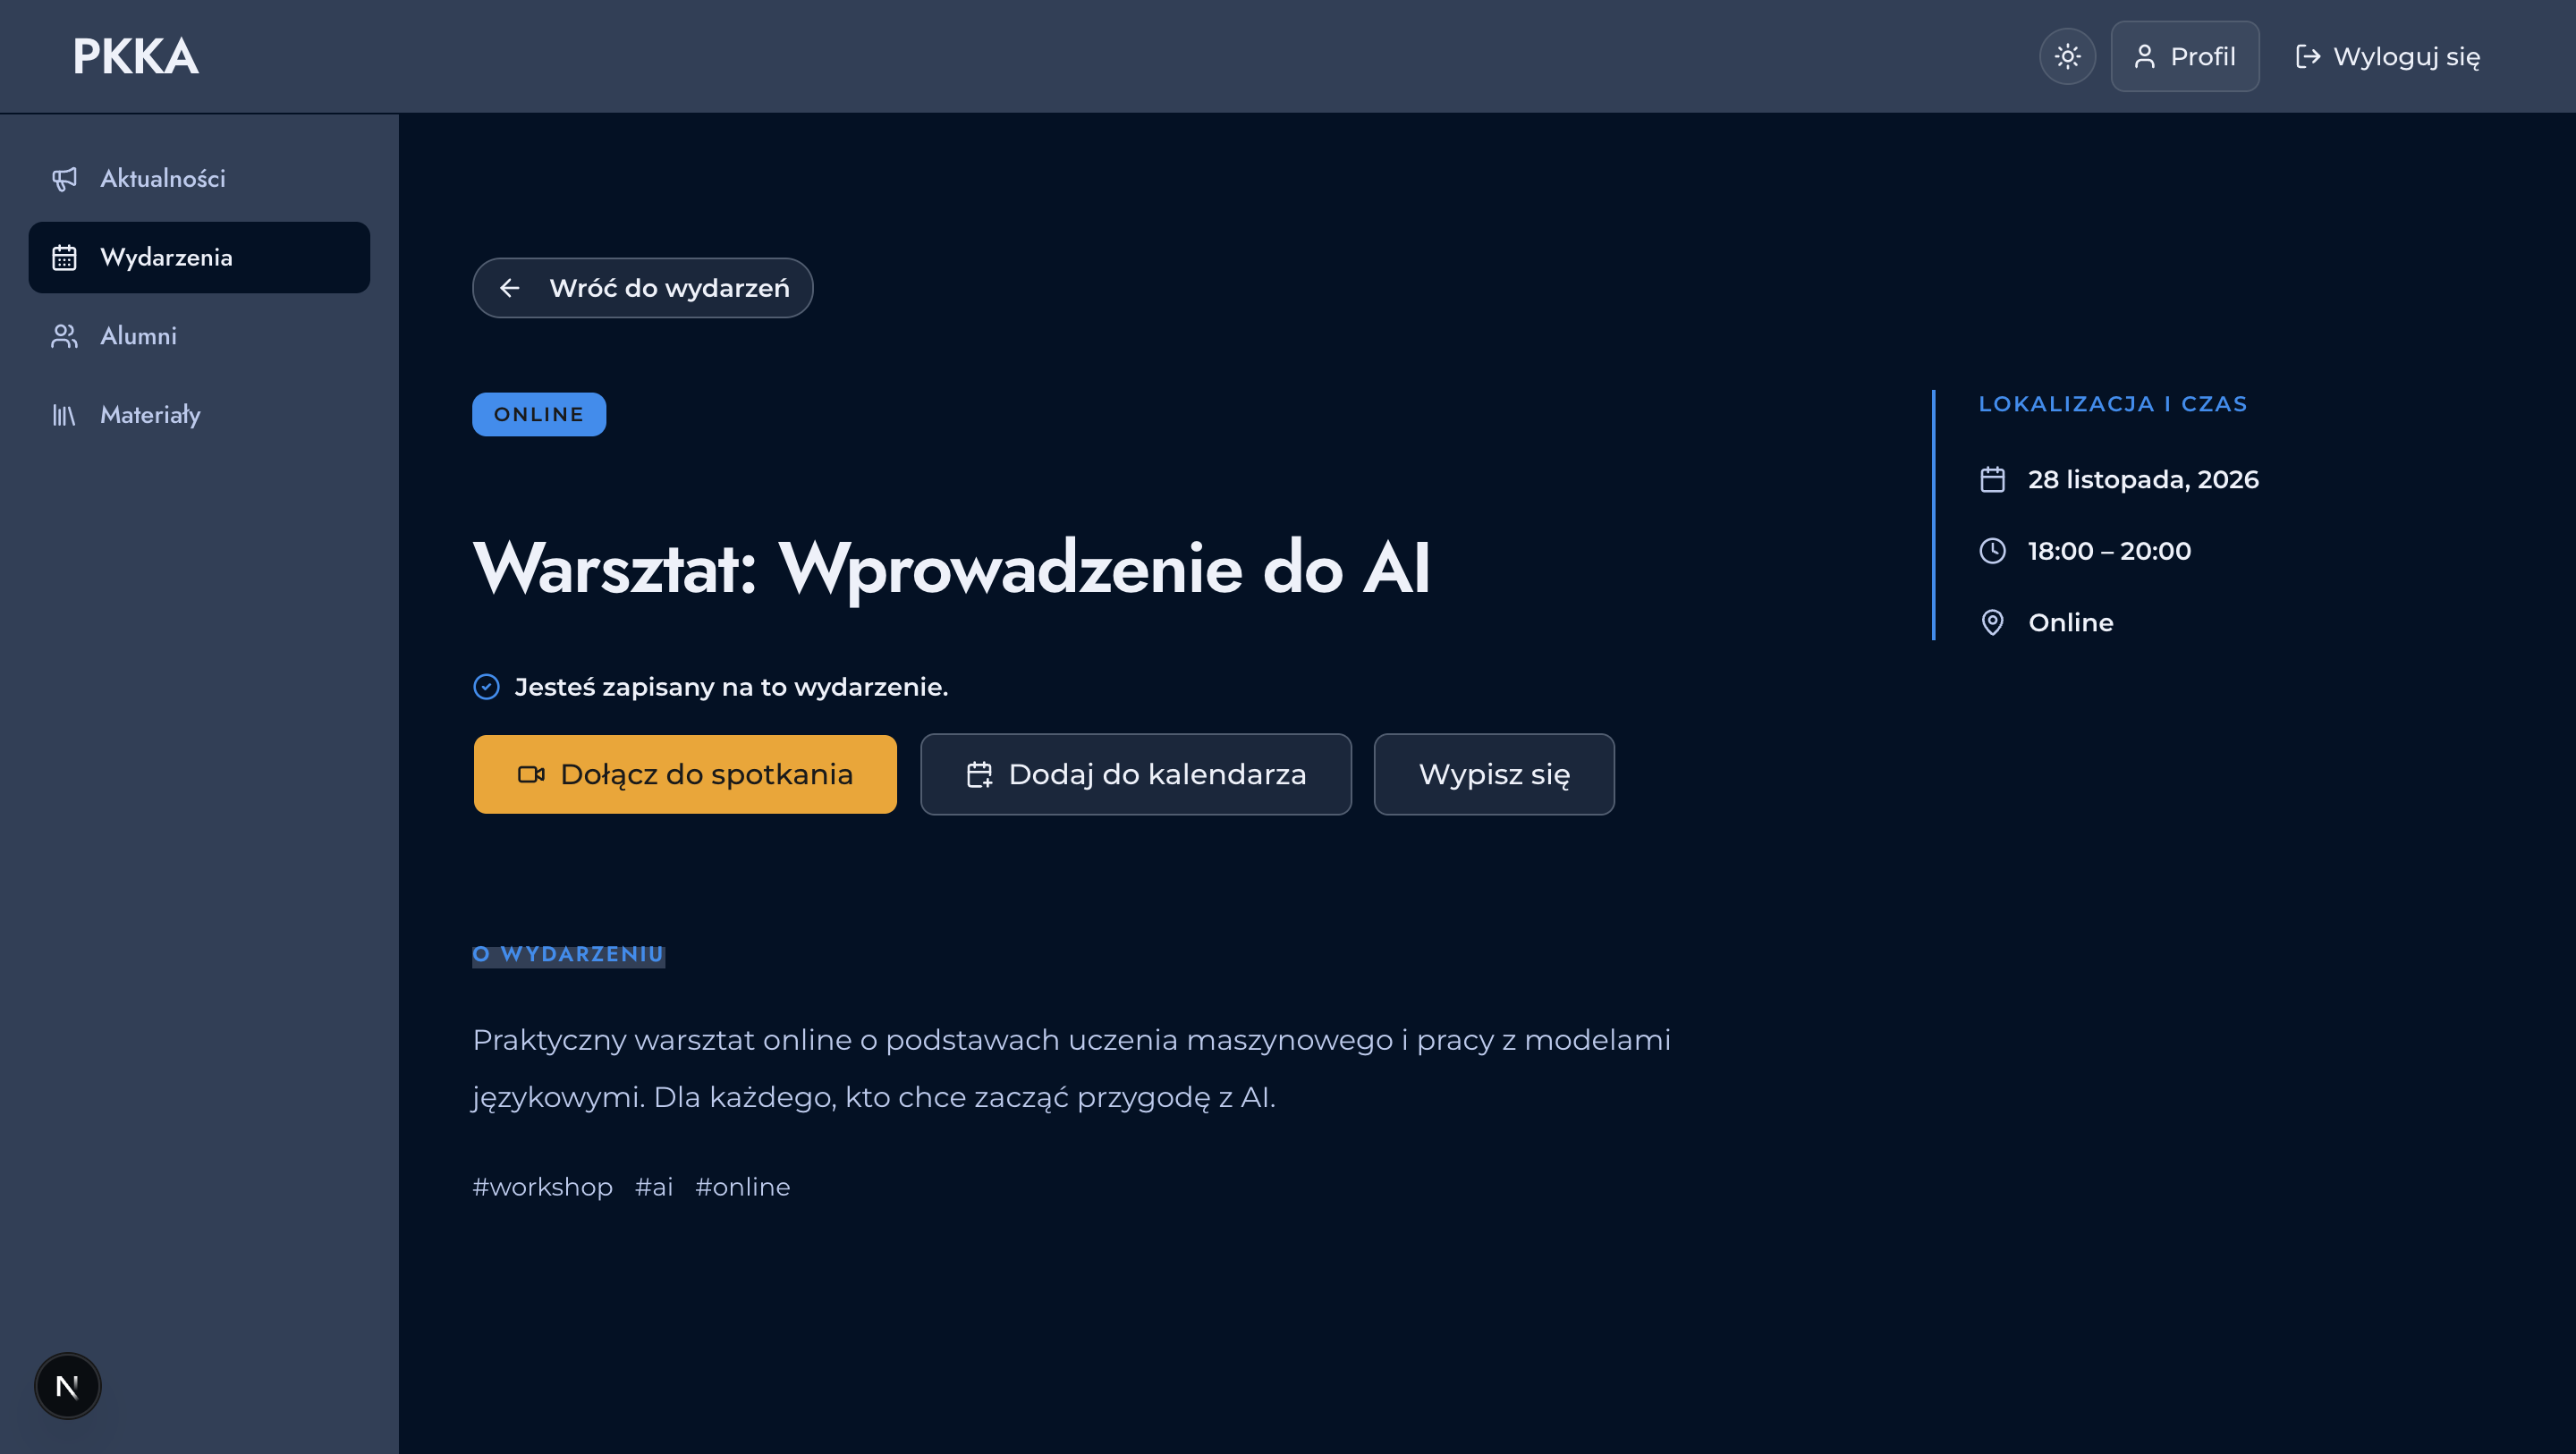 PKKA
Profil
Wyloguj się
Aktualności
Wydarzenia
Alumni
Materiały
Wróć do wydarzeń
ONLINE
Warsztat: Wprowadzenie do AI
Jesteś zapisany na to wydarzenie.
Dołącz do spotkania
Dodaj do kalendarza
Wypisz się
O WYDARZENIU
Praktyczny warsztat online o podstawach uczenia maszynowego i pracy z modelami
językowymi. Dla każdego, kto chce zacząć przygodę z AI.
#workshop #ai #online
LOKALIZACJA I CZAS
28 listopada, 2026
18:00 – 20:00
Online
N